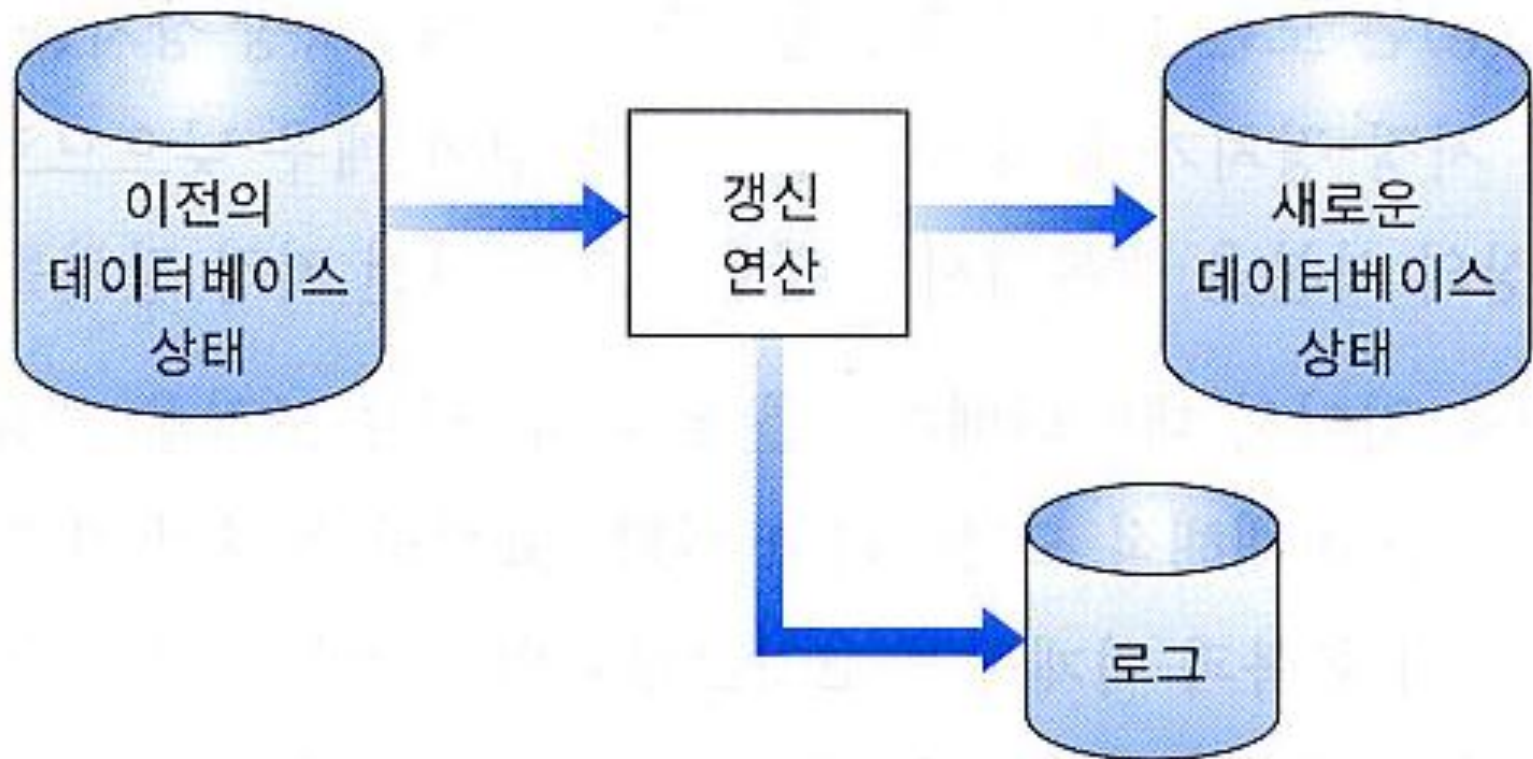 이전의
데이터베이스
상태
갱신
연산
새로운
데이터베이스
상태
로그